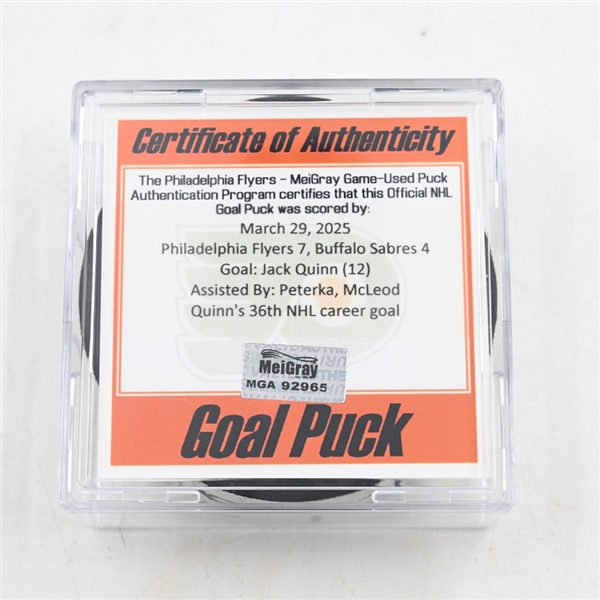 Certificate of Authenticity
The Philadelphia Flyers - MeiGray Game-Used Puck
Authentication Program certifies that this Official NHL
Goal Puck was scored by:
March 29, 2025
Philadelphia Flyers 7, Buffalo Sabres 4
Goal: Jack Quinn (12)
Assisted By: Peterka, McLeod
Quinn's 36th NHL career goal
MeiGray
MGA 92965
Goal Puck